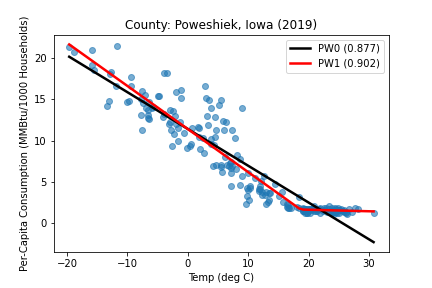 County: Poweshiek, Iowa (2019)
PW0 (0.877)
PW1 (0.902)
Per-Capita Consumption (MMBtu/1000 Households)
20
15
10
5
0
−20 −10 0 10 20 30
Temp (deg C)